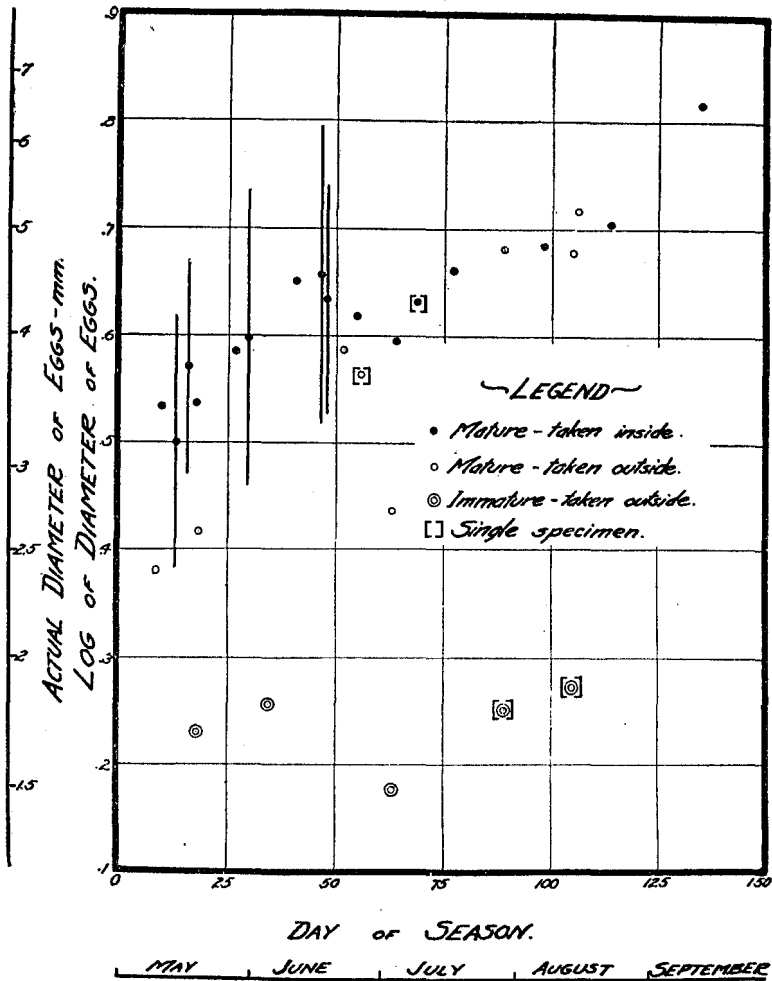 .9
.8
.7
.6
.5
.4
.3
.2
.1
7
6
5
4
3
2.5
2
1.5
ACTUAL DIAMETER OF EGGS-mm.
LOG OF DIAMETER OF EGGS.
LEGEND
Mature - taken inside.
Mature - taken outside.
Immature - taken outside.
[ ] Single specimen.
0 25 50 75 100 125 150
DAY OF SEASON.
MAY JUNE JULY AUGUST SEPTEMBER